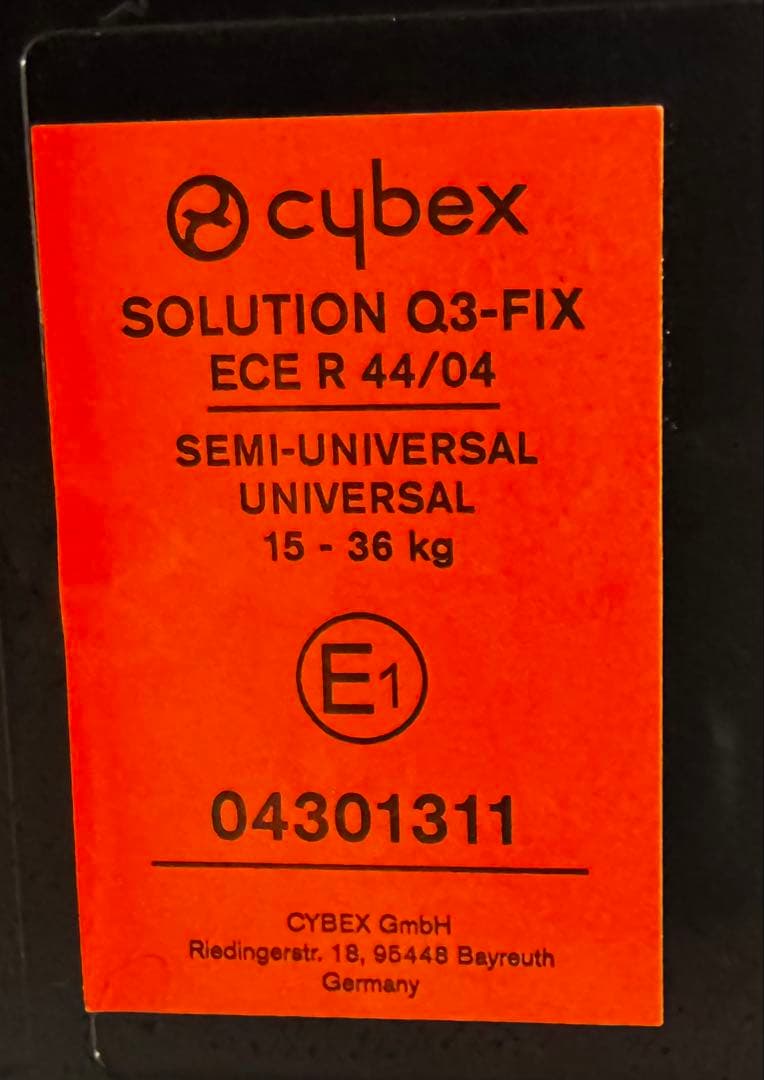 cybex
SOLUTION Q3-FIX
ECE R 44/04
SEMI-UNIVERSAL
UNIVERSAL
15 - 36 kg
E1
04301311
CYBEX GmbH
Riedingerstr. 18, 95448 Bayreuth
Germany